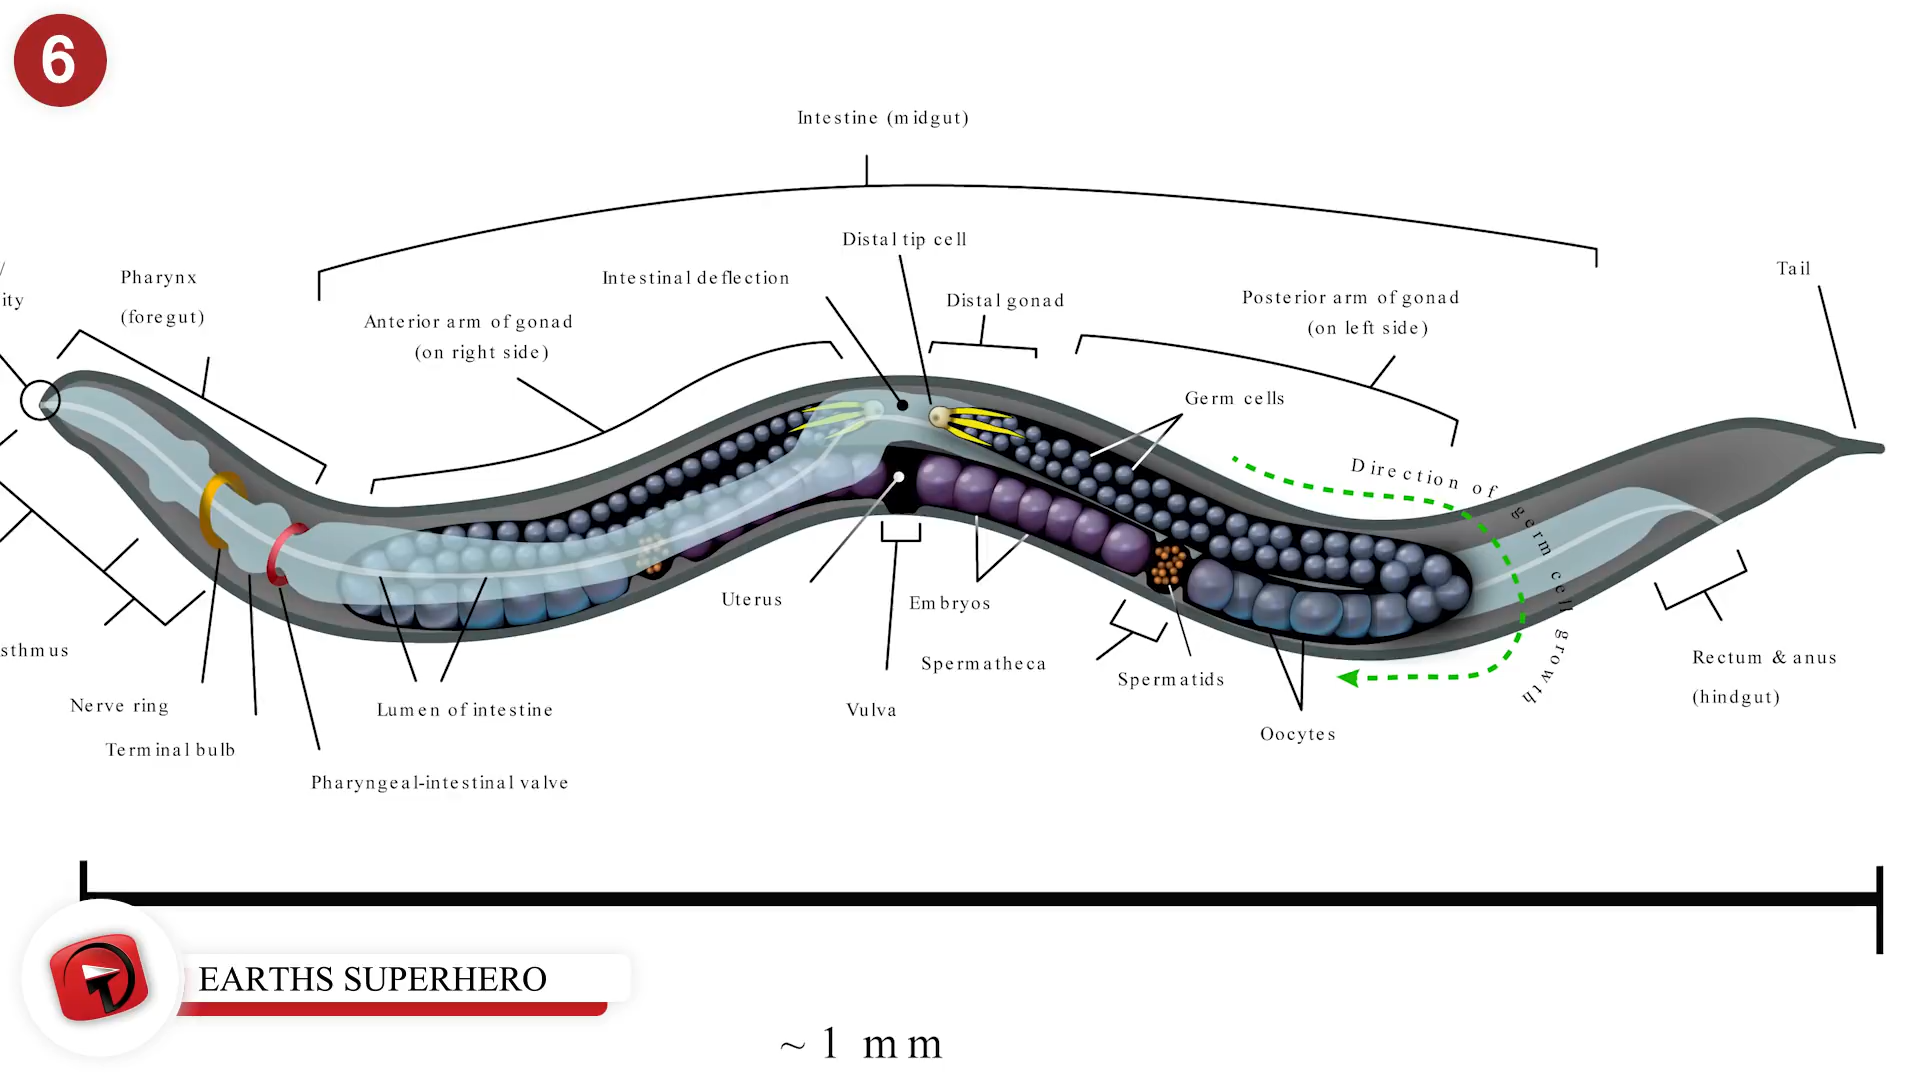 6
Intestine (midgut)
Distal tip cell
Pharynx
(foregut)
Intestinal deflection
Tail
ity
Distal gonad
Posterior arm of gonad
(on left side)
Anterior arm of gonad
(on right side)
Germ cells
Direction of germ cell growth
Uterus
Embryos
sthmus
Spermatheca
Spermatids
Rectum & anus
(hindgut)
Nerve ring
Lumen of intestine
Vulva
Oocytes
Terminal bulb
Pharyngeal-intestinal valve
EARTHS SUPERHERO
~ 1 mm